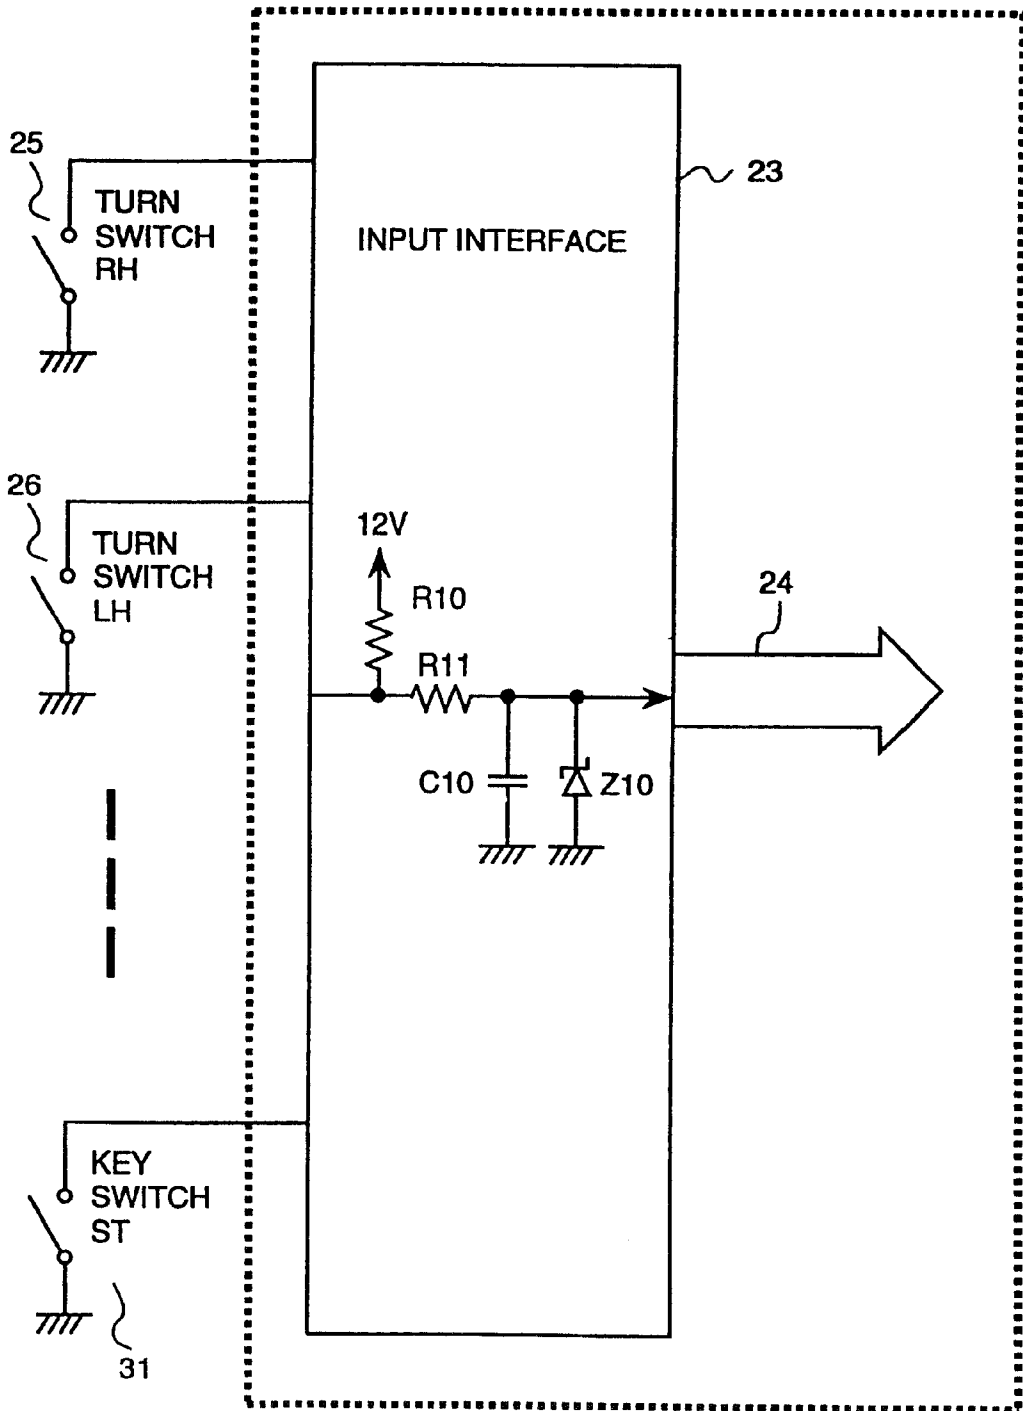 25
TURN
SWITCH
RH
INPUT INTERFACE
23
26
TURN
SWITCH
LH
12V
R10
R11
C10
Z10
24
KEY
SWITCH
ST
31